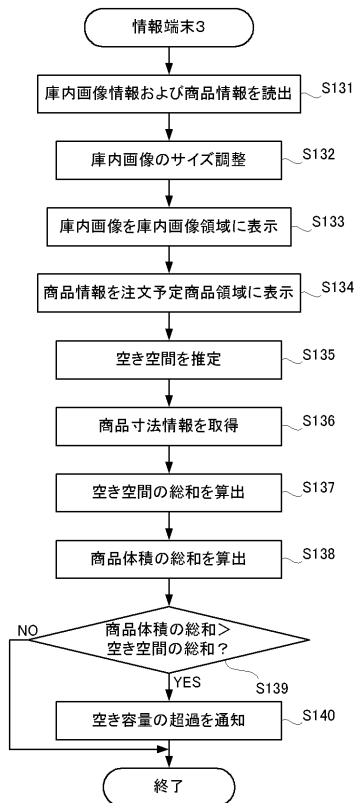 情報端末3
庫内画像情報および商品情報を読出
S131
庫内画像のサイズ調整
S132
庫内画像を庫内画像領域に表示
S133
商品情報を注文予定商品領域に表示
S134
空き空間を推定
S135
商品寸法情報を取得
S136
空き空間の総和を算出
S137
商品体積の総和を算出
S138
NO
商品体積の総和>
空き空間の総和?
YES
S139
空き容量の超過を通知
S140
終了